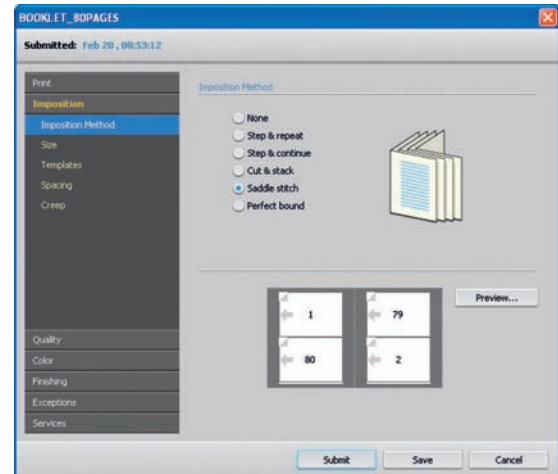 BOOKLET_80PAGES
Submitted: Feb 20, 08:53:12
Print
Imposition
Imposition Method
Size
Templates
Spacing
Creep
Quality
Color
Finishing
Exceptions
Services
Imposition Method
None
Step & repeat
Step & continue
Cut & stack
Saddle stitch
Perfect bound
1 79
80 2
Preview...
Submit Save Cancel